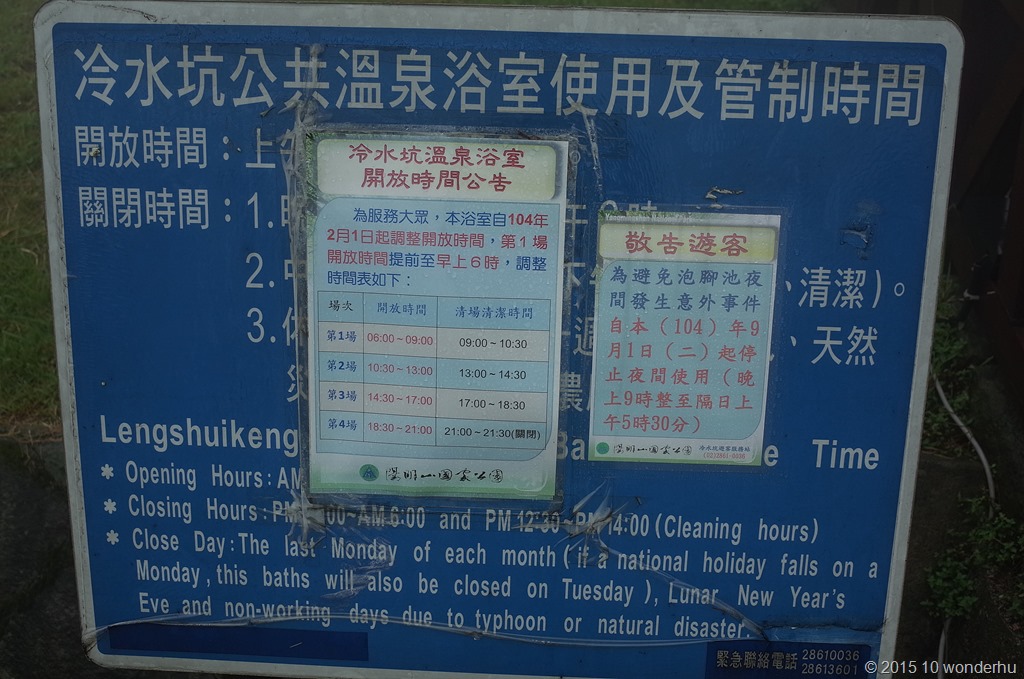 冷水坑公共溫泉浴室使用及管制時間
開放時間：上
關閉時間：1.
2.
、清潔)。
3.
、天然
災
冷水坑溫泉浴室
開放時間公告
為服務大眾，本浴室自104年
2月1日起調整開放時間，第1場
開放時間提前至早上6時，調整
時間表如下：
場次 開放時間 清場清潔時間
第1場 06:00~09:00 09:00~10:30
第2場 10:30~13:00 13:00~14:30
第3場 14:30~17:00 17:00~18:30
第4場 18:30~21:00 21:00~21:30(關閉)
陽明山國家公園
敬告遊客
為避免泡腳池夜
間發生意外事件
自本（104）年9
月1日（二）起停
止夜間使用（晚
上9時整至隔日上
午5時30分）
陽明山國家公園 冷水坑遊客服務站
Lengshuikeng Ba e Time
* Opening Hours:AM
* Closing Hours:PM :00~AM 6:00 and PM 12:30~PM 14:00(Cleaning hours)
* Close Day:The last Monday of each month(if a national holiday falls on a
Monday,this baths will also be closed on Tuesday), Lunar New Year's
Eve and non-working days due to typhoon or natural disaster.
緊急聯絡電話 28610036
28613601
© 2015 10 wonderhu